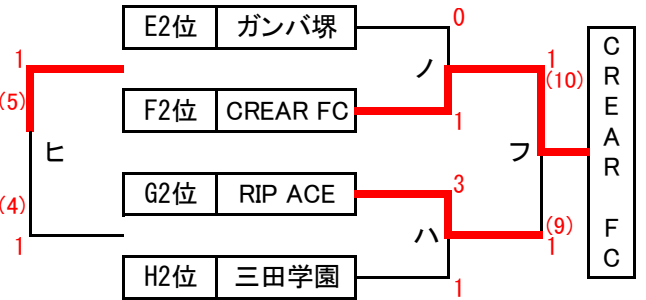 E2位 ガンバ堺 0
1 ノ 1
(5) (10)
F2位 CREAR FC 1
ヒ フ
G2位 RIP ACE 3
(4) ハ (9)
1 1
H2位 三田学園 1
CREAR FC